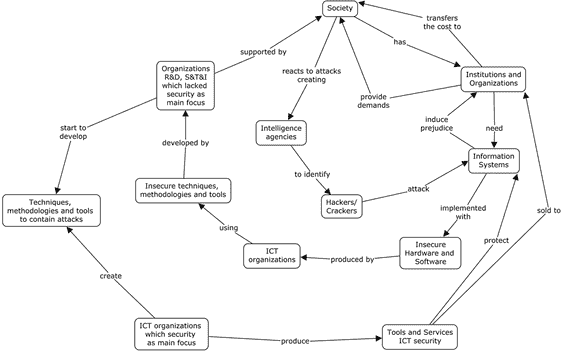 Society
transfers
the cost to
supported by
has
Organizations
R&D, S&T&I
which lacked
security as
main focus
reacts to attacks
creating
Institutions and
Organizations
provide
demands
start to
develop
developed by
Intelligence
agencies
induce
prejudice
need
Information
Systems
to identify
Insecure techniques,
methodologies and tools
Techniques,
methodologies and tools
to contain attacks
Hackers/
Crackers
attack
implemented
with
sold to
using
protect
ICT
organizations
produced by
Insecure
Hardware and
Software
create
ICT organizations
which security
as main focus
produce
Tools and Services
ICT security